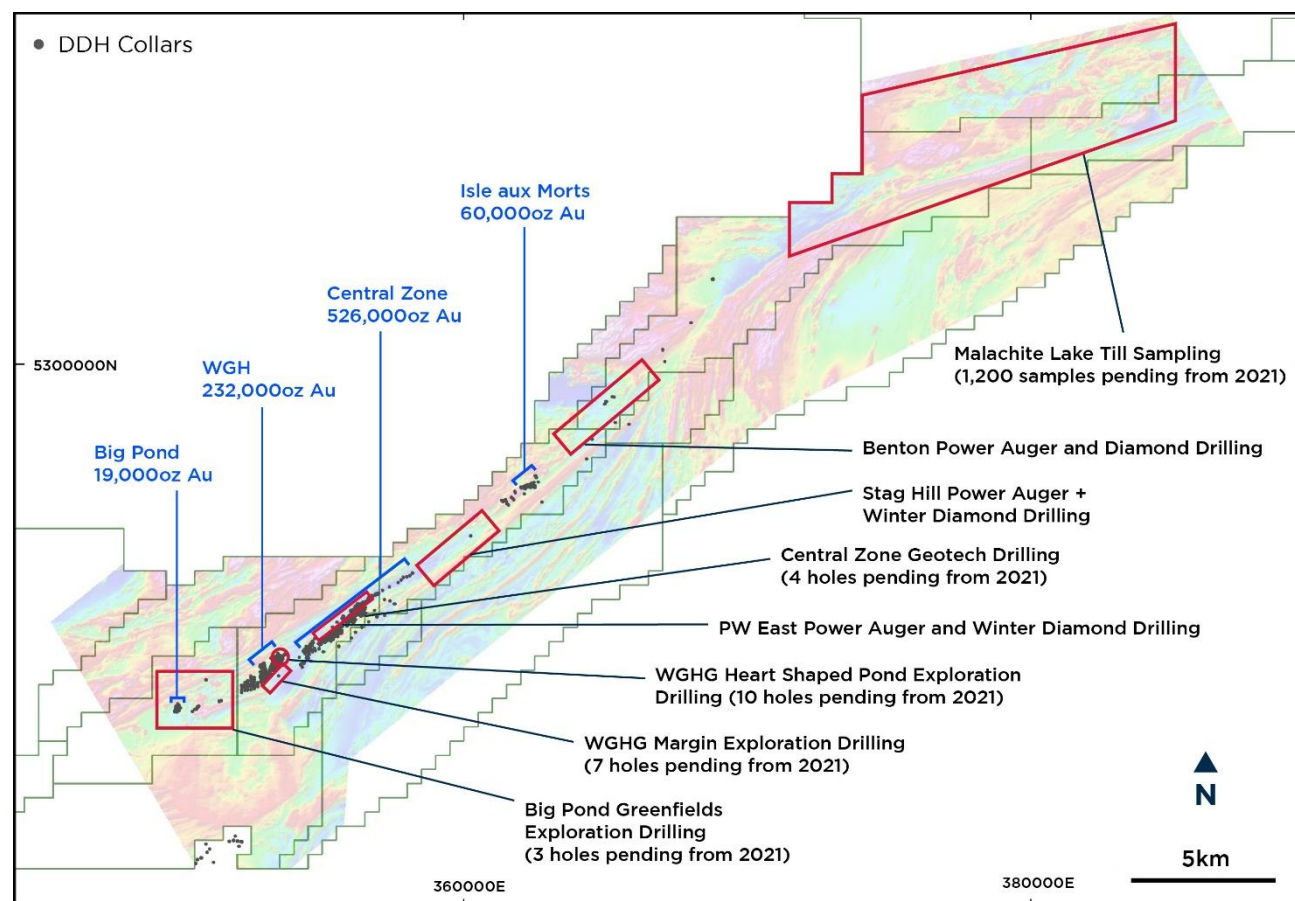 DDH Collars
Isle aux Morts
60,000oz Au
Central Zone
526,000oz Au
5300000N
WGH
232,000oz Au
Malachite Lake Till Sampling
(1,200 samples pending from 2021)
Big Pond
19,000oz Au
Benton Power Auger and Diamond Drilling
Stag Hill Power Auger +
Winter Diamond Drilling
Central Zone Geotech Drilling
(4 holes pending from 2021)
PW East Power Auger and Winter Diamond Drilling
WGHG Heart Shaped Pond Exploration
Drilling (10 holes pending from 2021)
WGHG Margin Exploration Drilling
(7 holes pending from 2021)
Big Pond Greenfields
Exploration Drilling
(3 holes pending from 2021)
N
5km
360000E
380000E